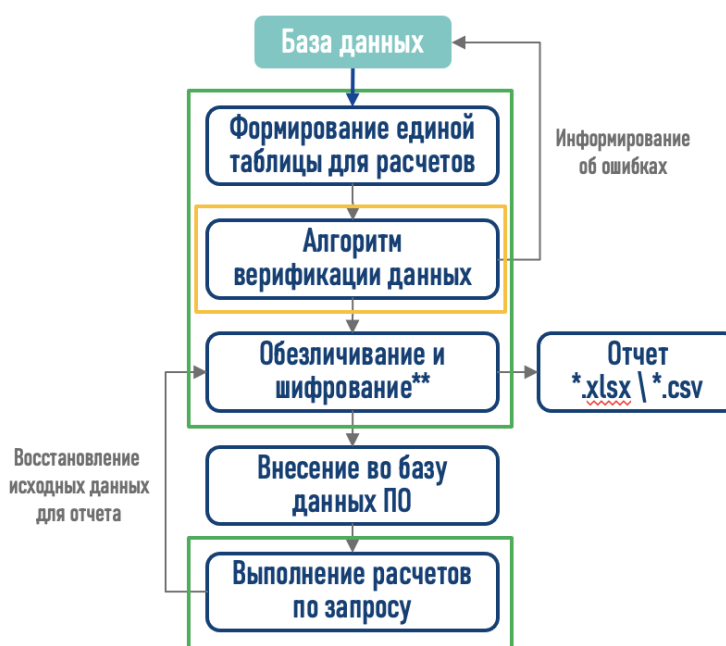 База данных
Формирование единой
таблицы для расчетов
Информирование
об ошибках
Алгоритм
верификации данных
Обезличивание и
шифрование**
Отчет
*.xlsx \ *.csv
Восстановление
исходных данных
для отчета
Внесение во базу
данных ПО
Выполнение расчетов
по запросу